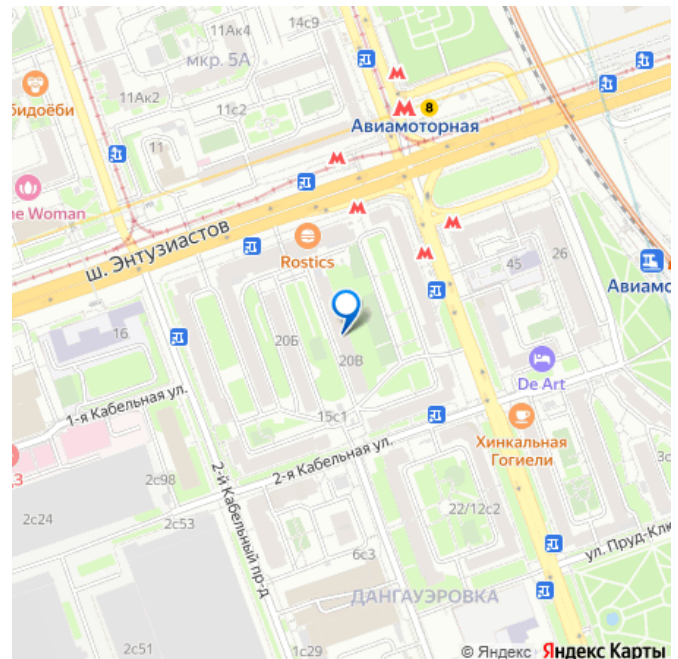 14с9
11Ак4
мкр. 5А
бидоёби
11Ак2
11с2
8
Авиамоторная
11
ne Woman
ш. Энтузиастов
Rostics
45
26
Авиамо
16
20Б
20В
De Art
1-я Кабельная ул.
15с1
2-я Кабельная ул.
Хинкальная
Гогиели
3с
2с98
2-й Кабельный пр-д
2с24
2с53
22/12с2
6с3
ул. Пруд-Клю
ДАНГАУЭРОВКА
2с51
1с29
© Яндекс Яндекс Карты